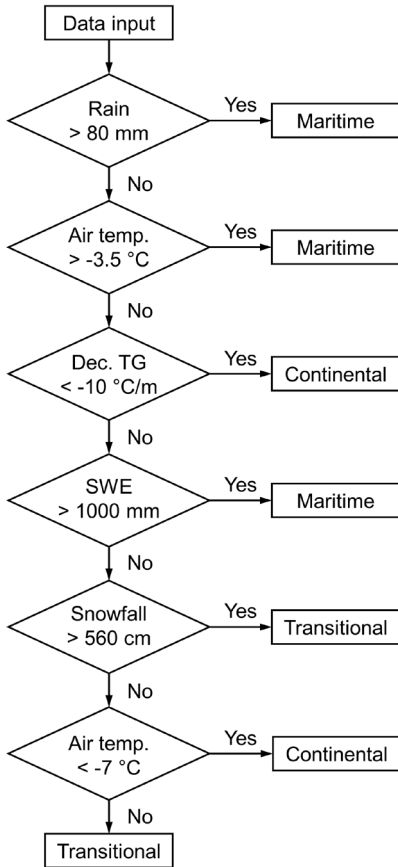 Data input
Rain
> 80 mm
Yes
Maritime
No
Air temp.
> -3.5 °C
Yes
Maritime
No
Dec. TG
< -10 °C/m
Yes
Continental
No
SWE
> 1000 mm
Yes
Maritime
No
Snowfall
> 560 cm
Yes
Transitional
No
Air temp.
< -7 °C
Yes
Continental
No
Transitional